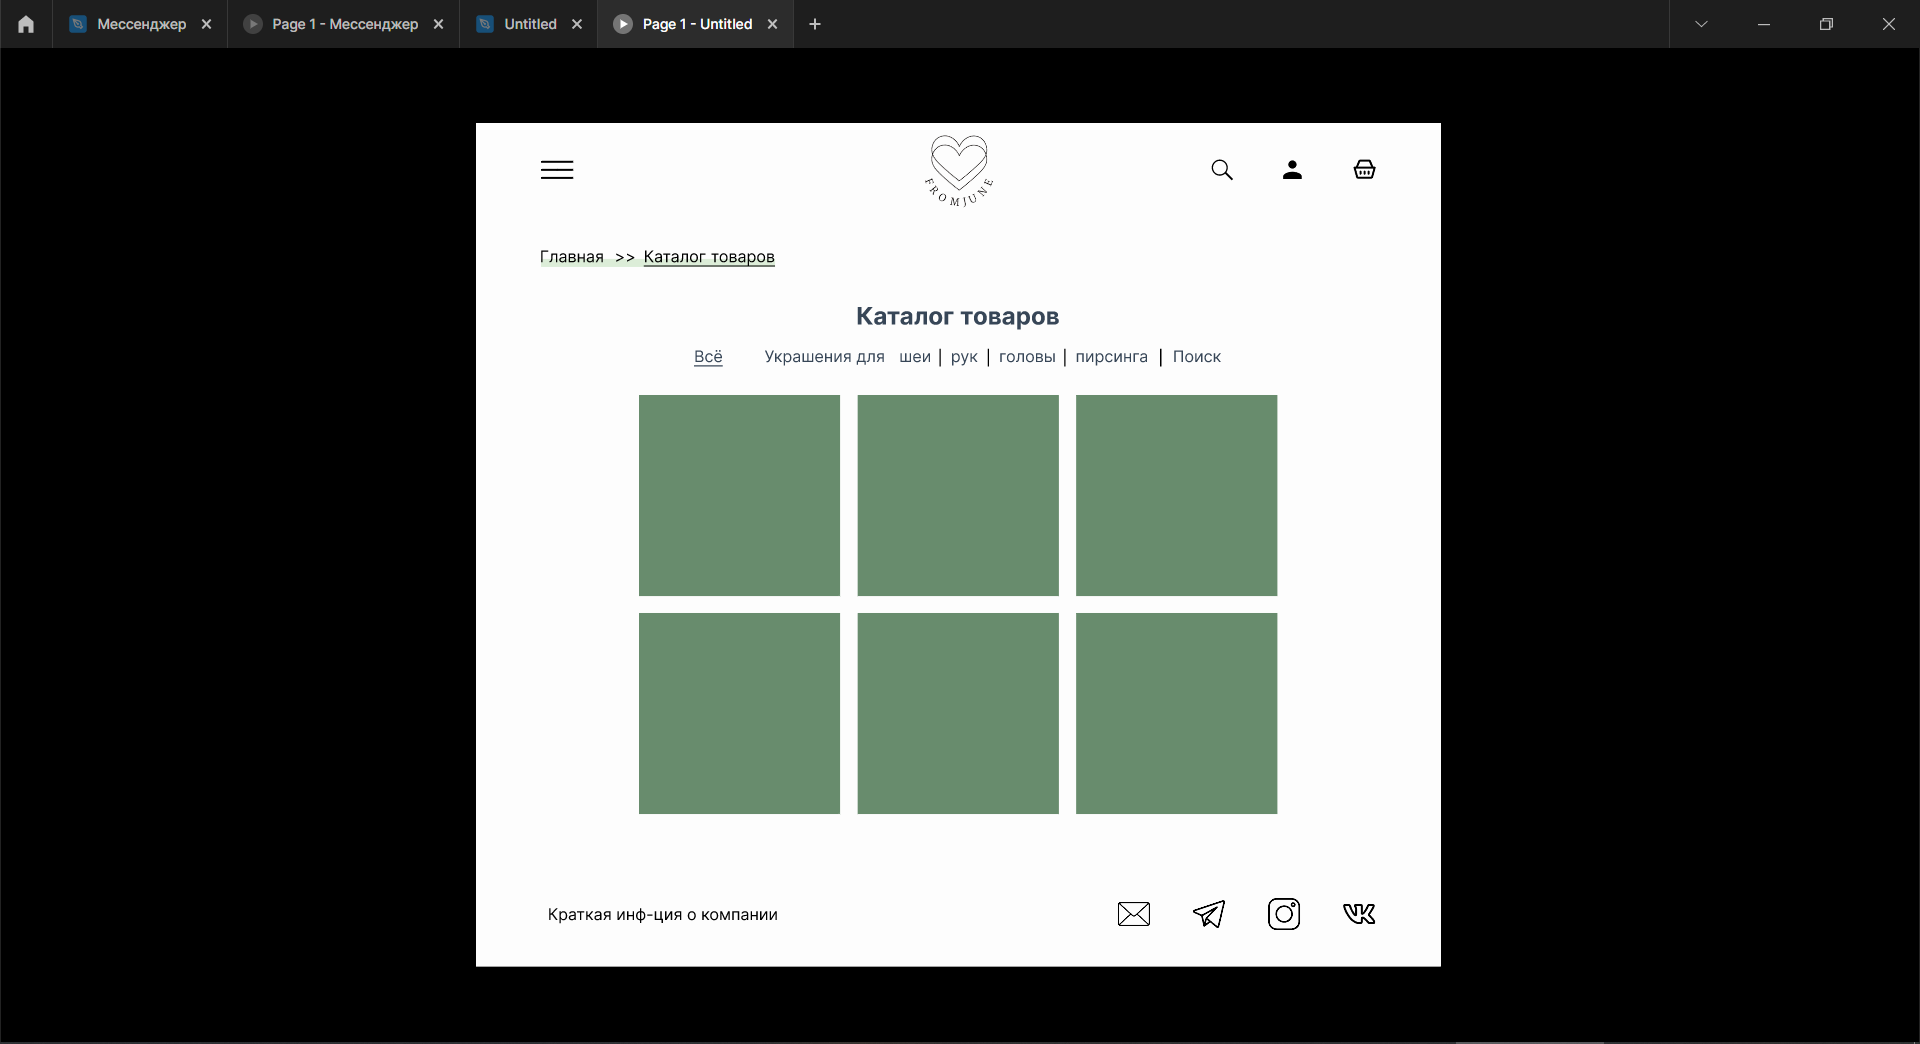 Мессенджер
Page 1 - Мессенджер
Untitled
Page 1 - Untitled
FROMJUNE
Главная >> Каталог товаров
Каталог товаров
Всё Украшения для шеи | рук | головы | пирсинга | Поиск
Краткая инф-ция о компании